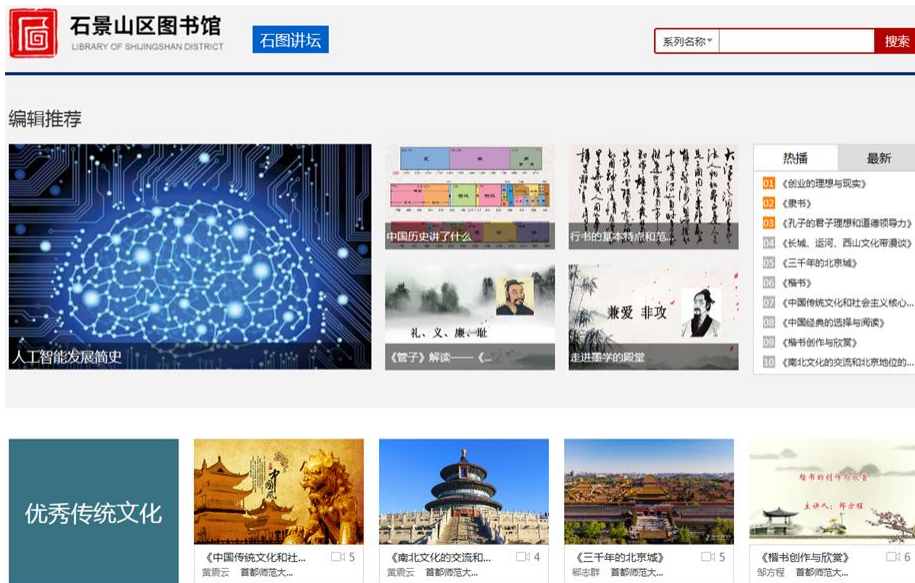 石景山区图书馆
LIBRARY OF SHIJINGSHAN DISTRICT
石图讲坛
系列名称
搜索
编辑推荐
人工智能发展简史
中国历史讲了什么
行书的基本特点和范...
礼、义、廉、耻
《管子》解读——《...
兼爱 非攻
走进墨学的殿堂
热播 最新
01 《创业的理想与现实》
02 《隶书》
03 《孔子的君子理想和道德领导力》
04 《长城、运河、西山文化带漫谈》
05 《三千年的北京城》
06 《楷书》
07 《中国传统文化和社会主义核心...
08 《中国经典的选择与阅读》
09 《楷书创作与欣赏》
10 《南北文化的交流和北京地位的...
优秀传统文化
中国风
《中国传统文化和社... 5
黄震云 首都师范大...
《南北文化的交流和... 4
黄震云 首都师范大...
《三千年的北京城》 5
郗志群 首都师范大...
楷书的创作与欣赏
主讲人：邹方程
《楷书创作与欣赏》 6
邹方程 首都师范大...